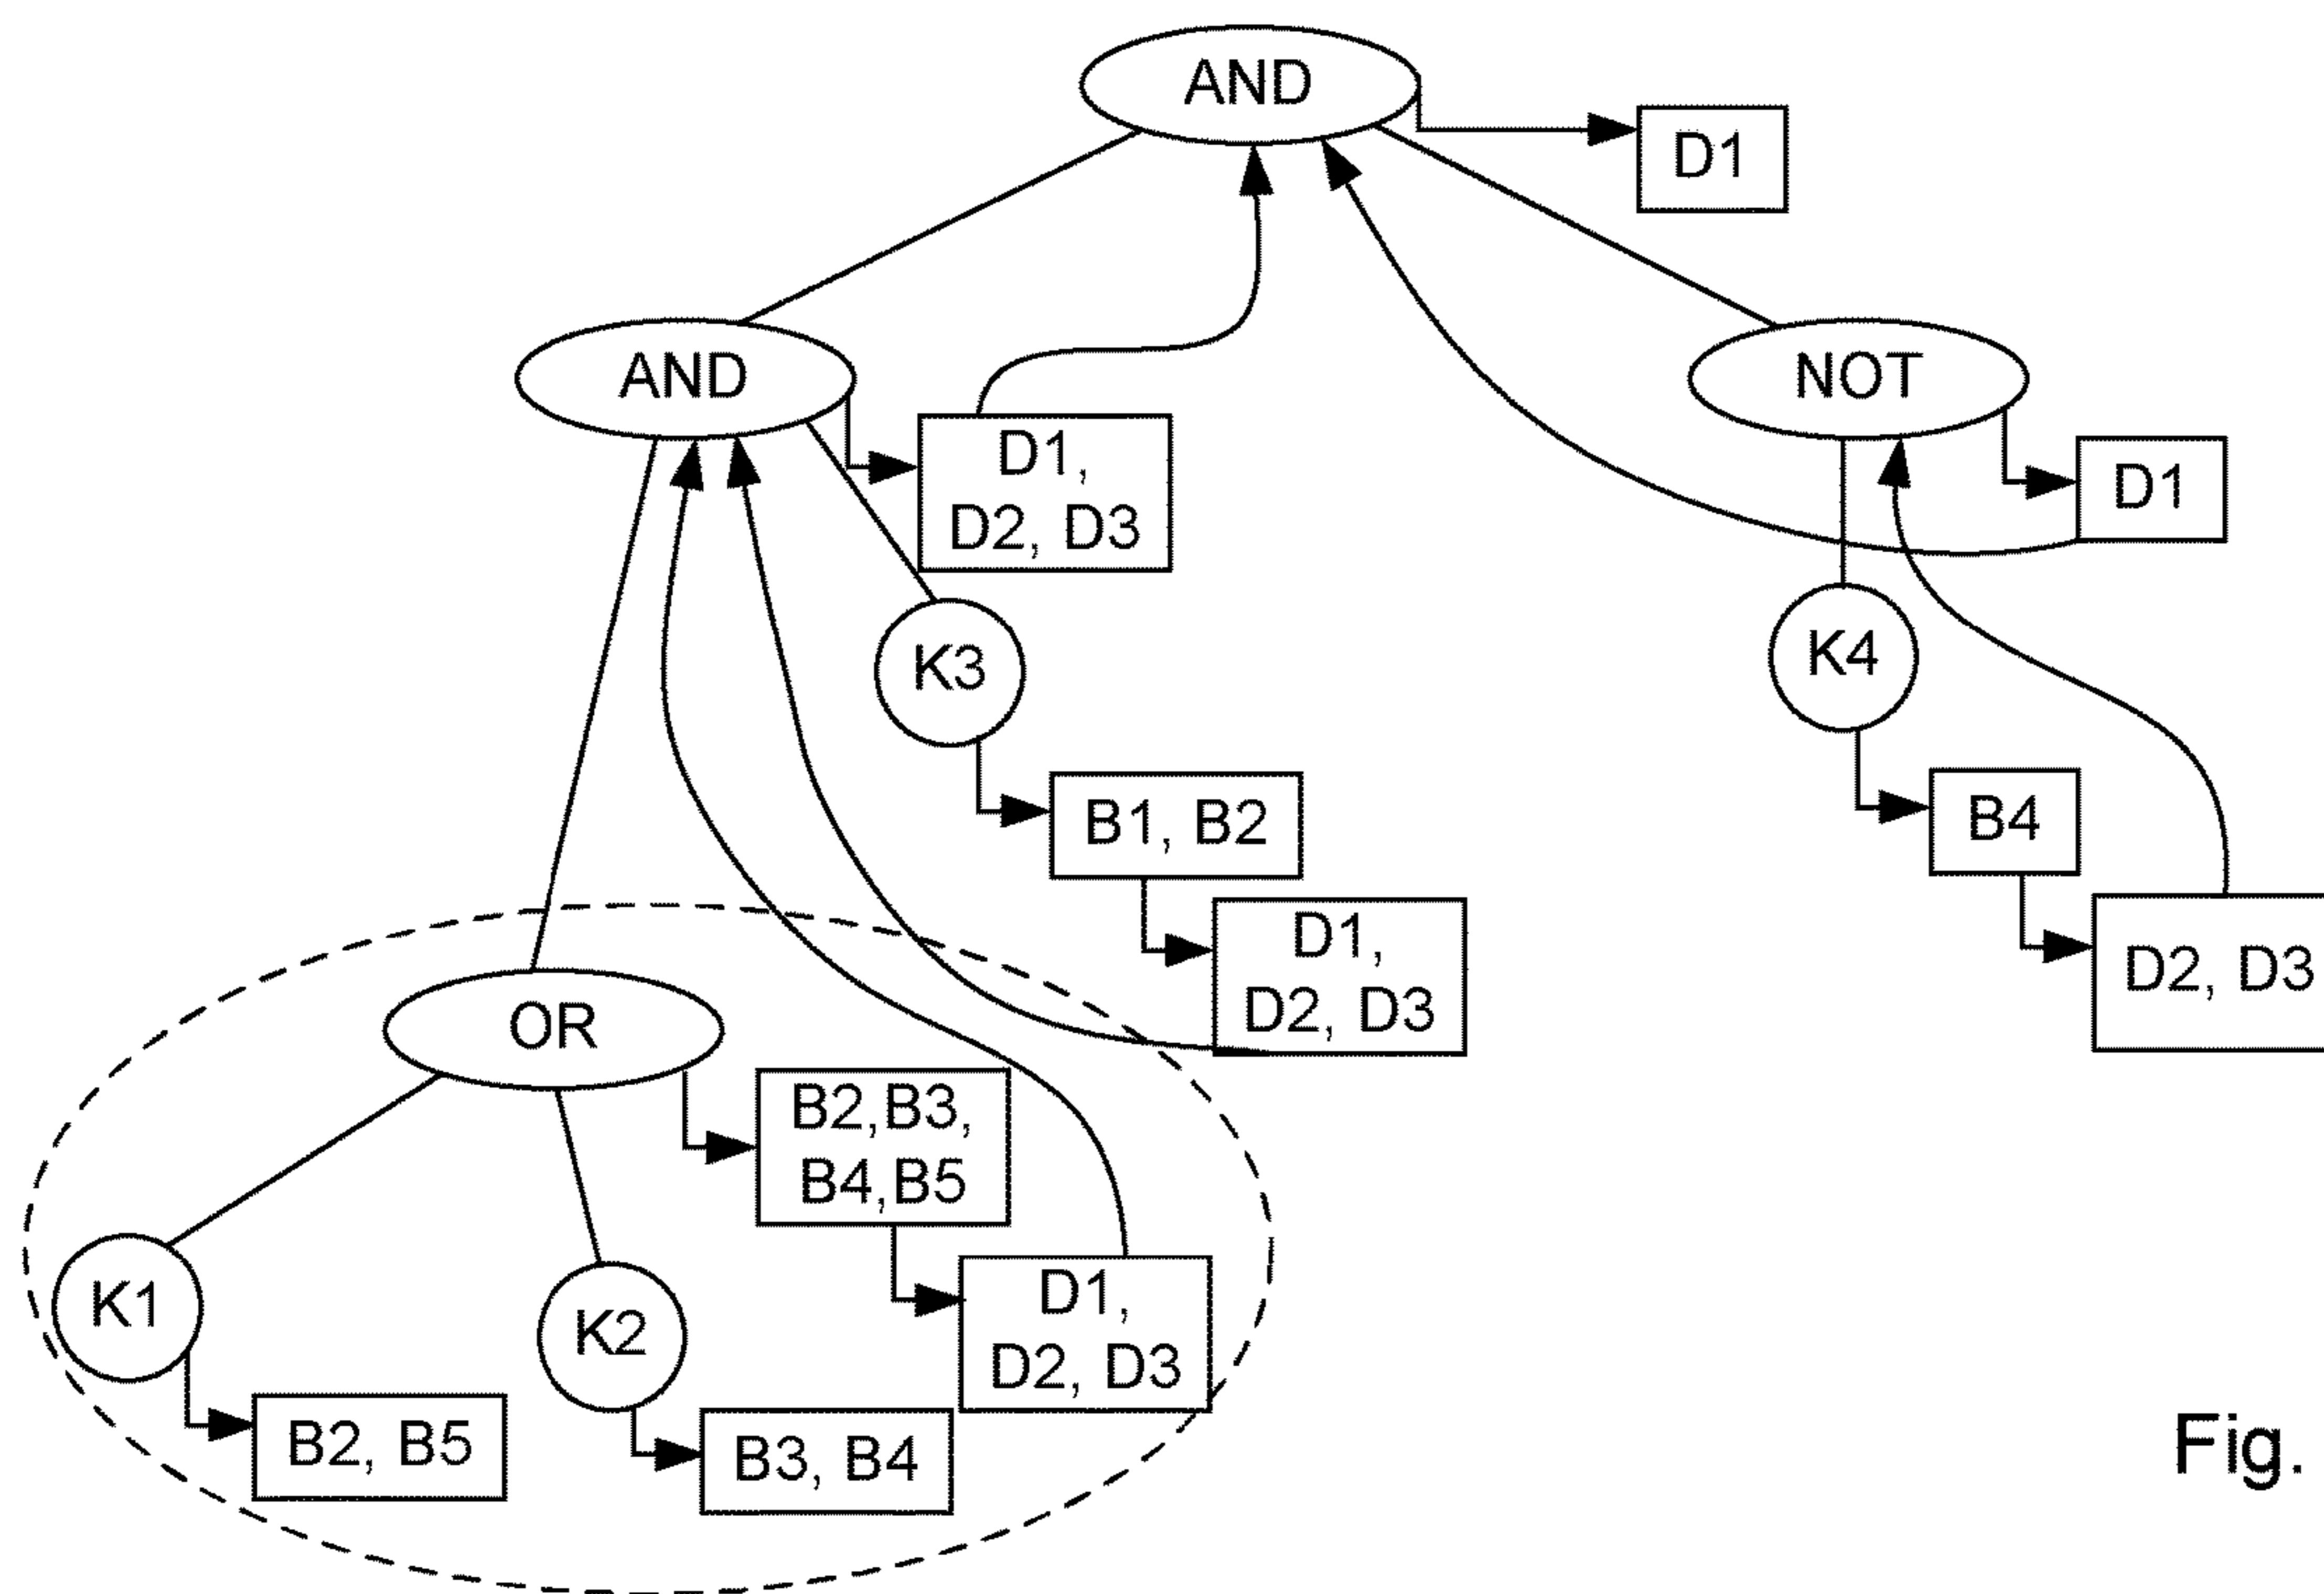 AND
D1
AND
NOT
D1,
D2, D3
D1
K3
K4
B1, B2
B4
D1,
D2, D3
D2, D3
OR
B2,B3,
B4,B5
K1
K2
D1,
D2, D3
B2, B5
B3, B4
Fig.